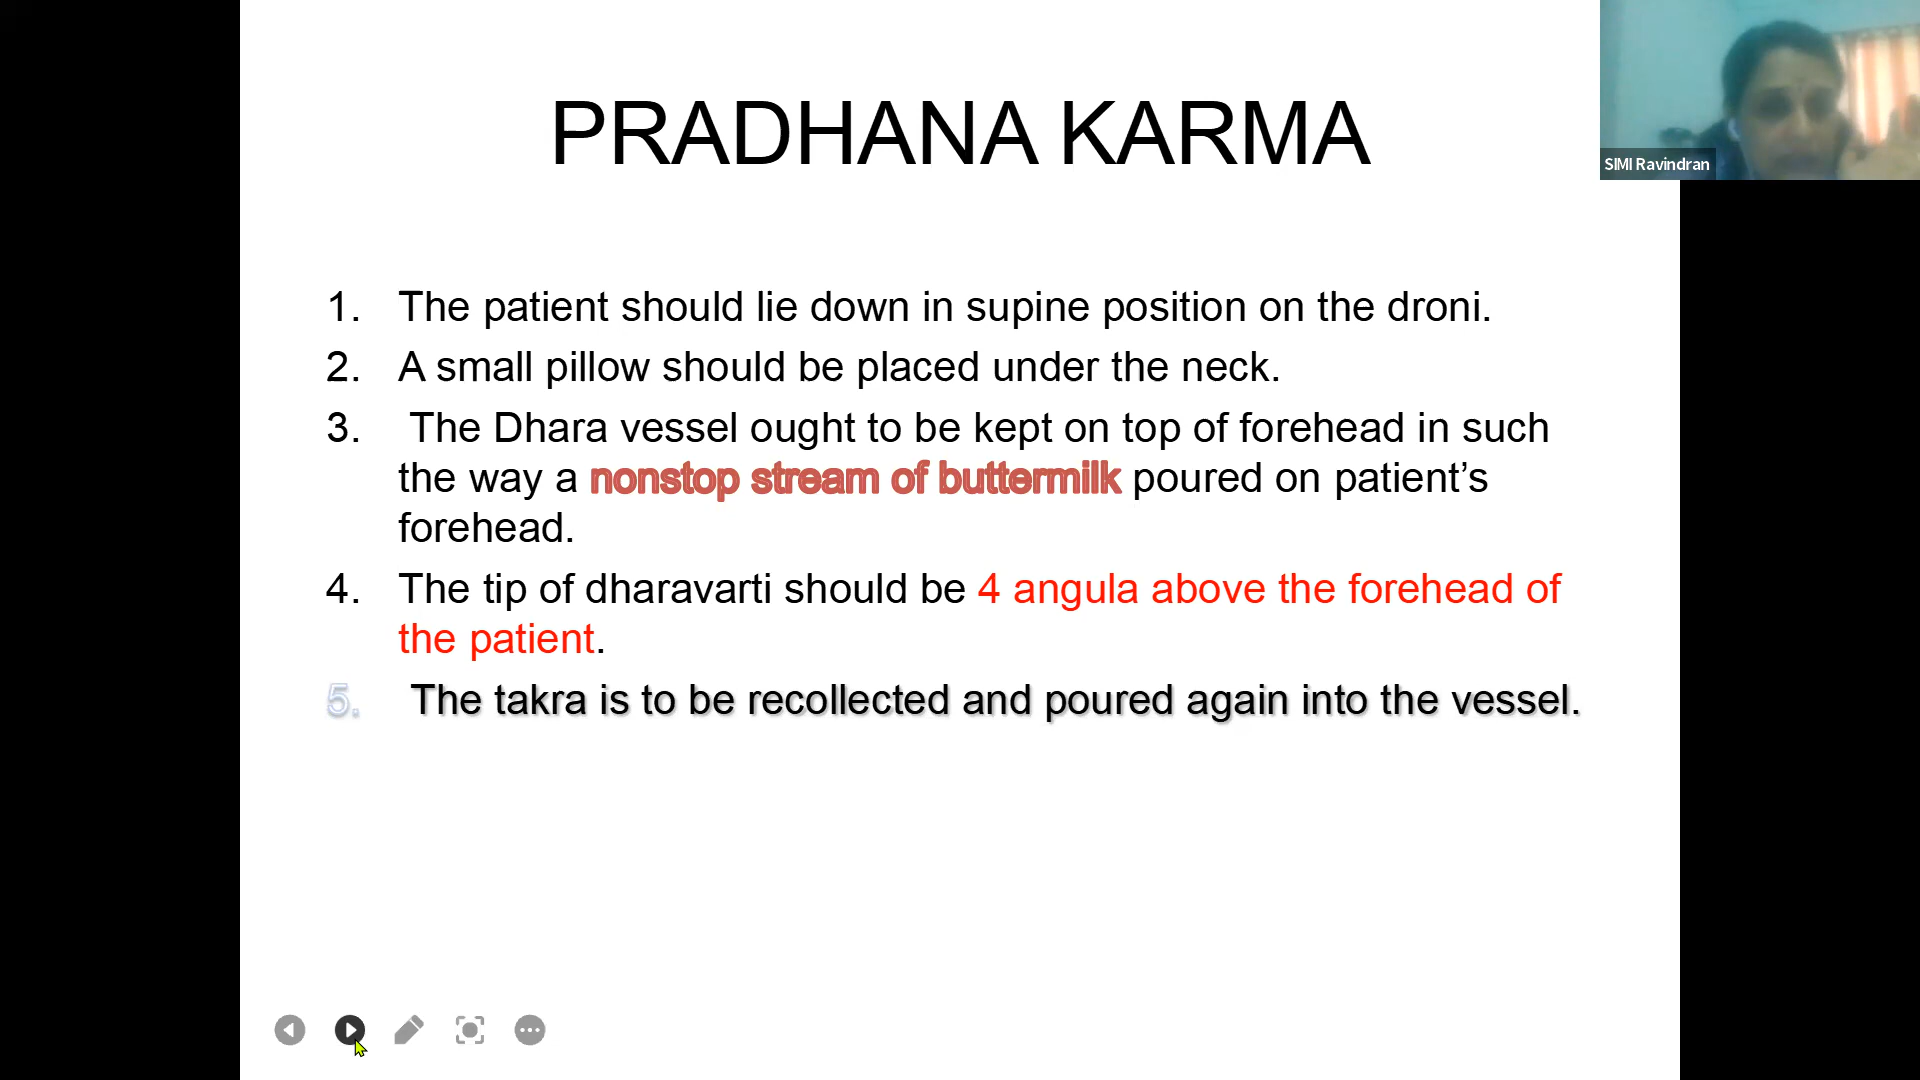 PRADHANA KARMA
SIMI Ravindran
1. The patient should lie down in supine position on the droni.
2. A small pillow should be placed under the neck.
3. The Dhara vessel ought to be kept on top of forehead in such
the way a nonstop stream of buttermilk poured on patient’s
forehead.
4. The tip of dharavarti should be 4 angula above the forehead of
the patient.
5. The takra is to be recollected and poured again into the vessel.